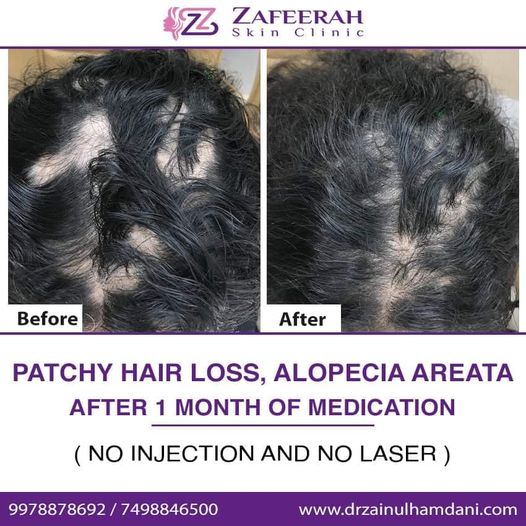 ZAFEERAH
Skin Clinic
Before
After
PATCHY HAIR LOSS, ALOPECIA AREATA
AFTER 1 MONTH OF MEDICATION
( NO INJECTION AND NO LASER )
9978878692 / 7498846500
www.drzainulhamdani.com